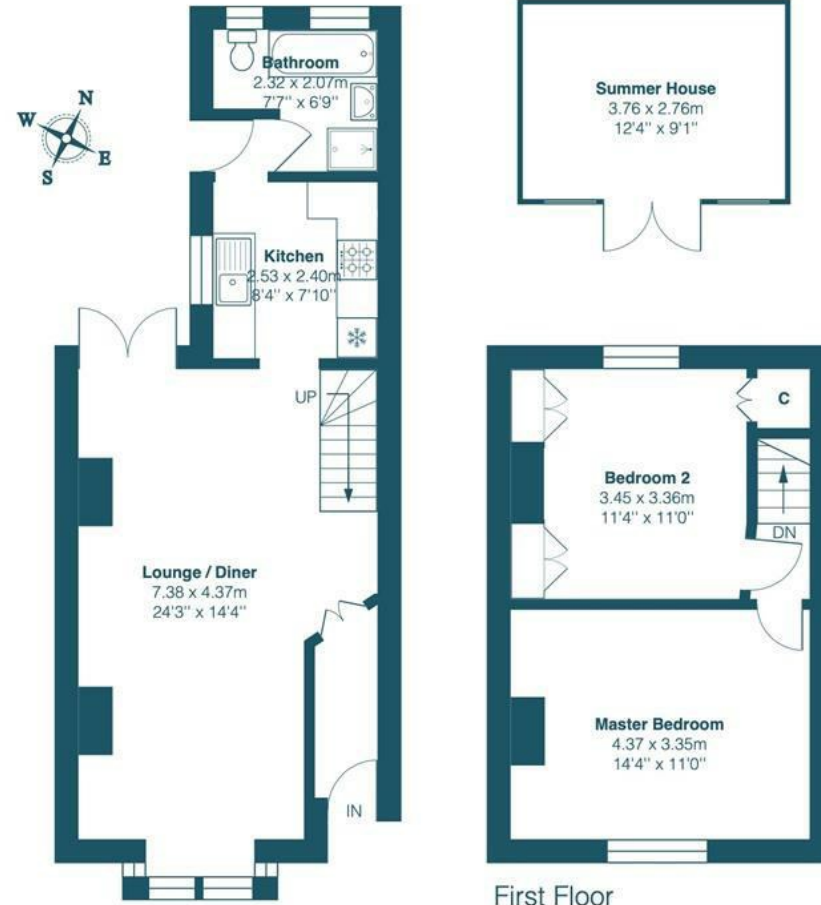 Bathroom
2.32 x 2.07m
7'7'' x 6'9''
N
W
E
S
Summer House
3.76 x 2.76m
12'4'' x 9'1''
Kitchen
2.53 x 2.40m
8'4'' x 7'10''
UP
Lounge / Diner
7.38 x 4.37m
24'3'' x 14'4''
IN
C
Bedroom 2
3.45 x 3.36m
11'4'' x 11'0''
DN
Master Bedroom
4.37 x 3.35m
14'4'' x 11'0''
First Floor